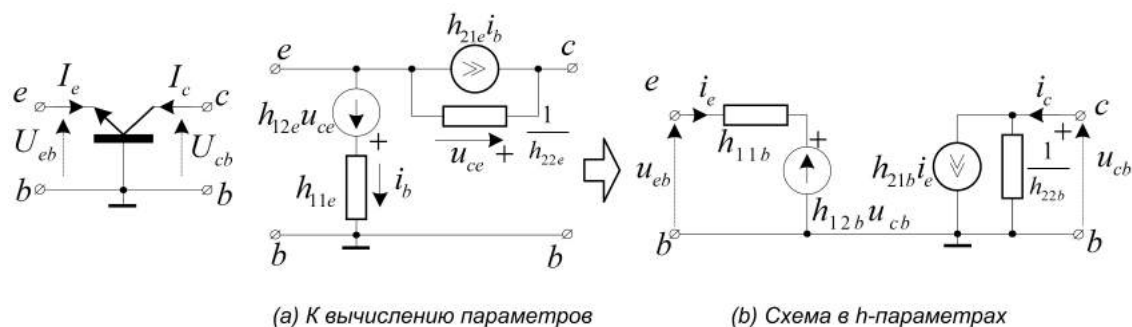 I_e I_c
e c
U_eb U_cb
b b
h_21e i_b
e c
h_12e u_ce
+
u_ce +
1/h_22e
h_11e i_b
b b
e i_e
h_11b
+
u_eb
h_12b u_cb
h_21b i_e
i_c c
+
1/h_22b
u_cb
b b
(a) К вычислению параметров
(b) Схема в h-параметрах